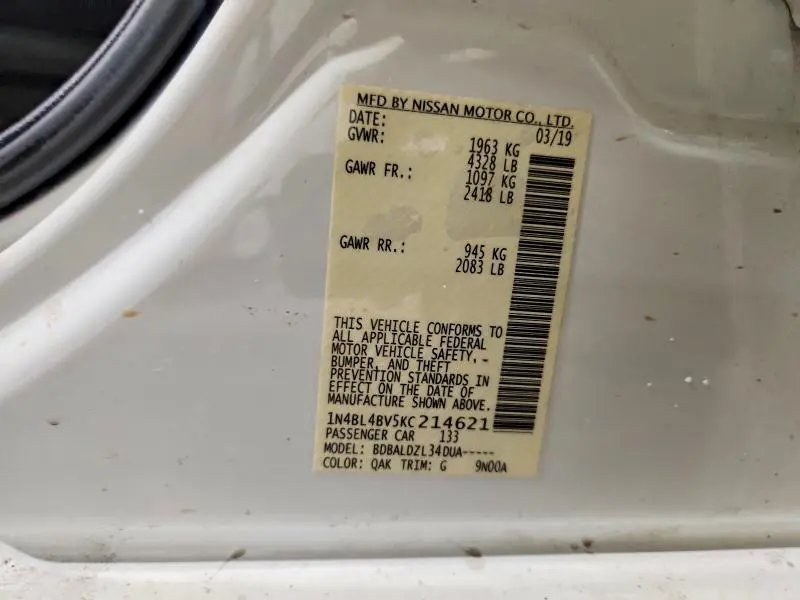 MFD BY NISSAN MOTOR CO., LTD.
DATE: 03/19
GVWR: 1963 KG
4328 LB
GAWR FR.: 1097 KG
2418 LB
GAWR RR.: 945 KG
2083 LB
THIS VEHICLE CONFORMS TO
ALL APPLICABLE FEDERAL
MOTOR VEHICLE SAFETY,
BUMPER, AND THEFT
PREVENTION STANDARDS IN
EFFECT ON THE DATE OF
MANUFACTURE SHOWN ABOVE.
1N4BL4BV5KC214621
PASSENGER CAR 133
MODEL: BDBALDZL34DUA-----
COLOR: QAK TRIM: G 9N00A